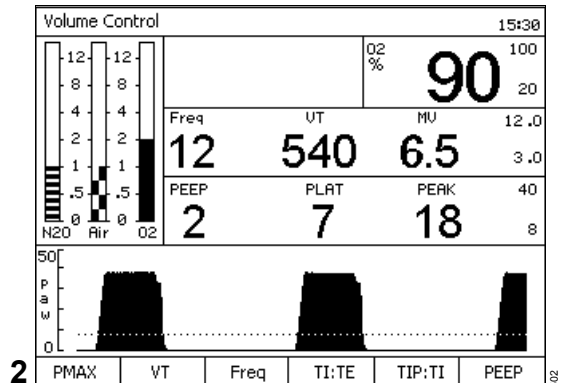 Volume Control 15:30
12 12
8 8
4 4
2 2
1 1
.5 .5
0 0
N2O Air O2
O2 % 90 100 20
Freq VT MV 12.0
12 540 6.5 3.0
PEEP PLAT PEAK 40
2 7 18 8
50
Paw
0
2 PMAX VT Freq TI:TE TIP:TI PEEP
02